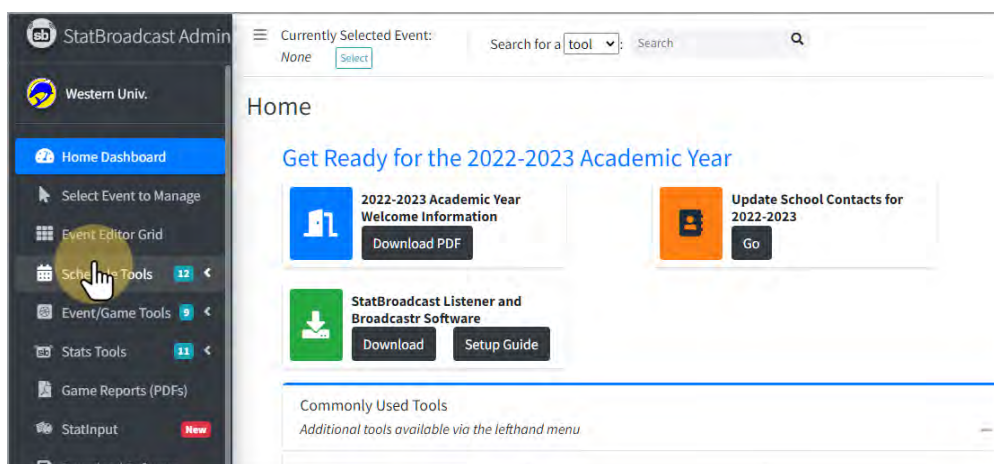 sb StatBroadcast Admin
Currently Selected Event:
None Select
Search for a tool : Search
Western Univ.
Home
Home Dashboard
Select Event to Manage
Event Editor Grid
Schedule Tools 12
Event/Game Tools 9
Stats Tools 11
Game Reports (PDFs)
StatInput New
Get Ready for the 2022-2023 Academic Year
2022-2023 Academic Year
Welcome Information
Download PDF
Update School Contacts for
2022-2023
Go
StatBroadcast Listener and
Broadcastr Software
Download Setup Guide
Commonly Used Tools
Additional tools available via the lefthand menu